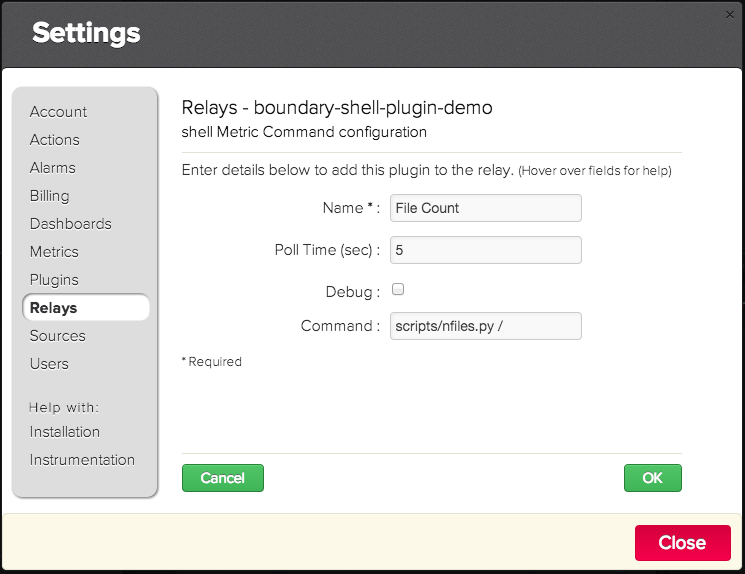 Settings
×
Account
Actions
Alarms
Billing
Dashboards
Metrics
Plugins
Relays
Sources
Users
Help with:
Installation
Instrumentation
Relays - boundary-shell-plugin-demo
shell Metric Command configuration
Enter details below to add this plugin to the relay. (Hover over fields for help)
Name * : File Count
Poll Time (sec) : 5
Debug :
Command : scripts/nfiles.py /
* Required
Cancel OK
Close